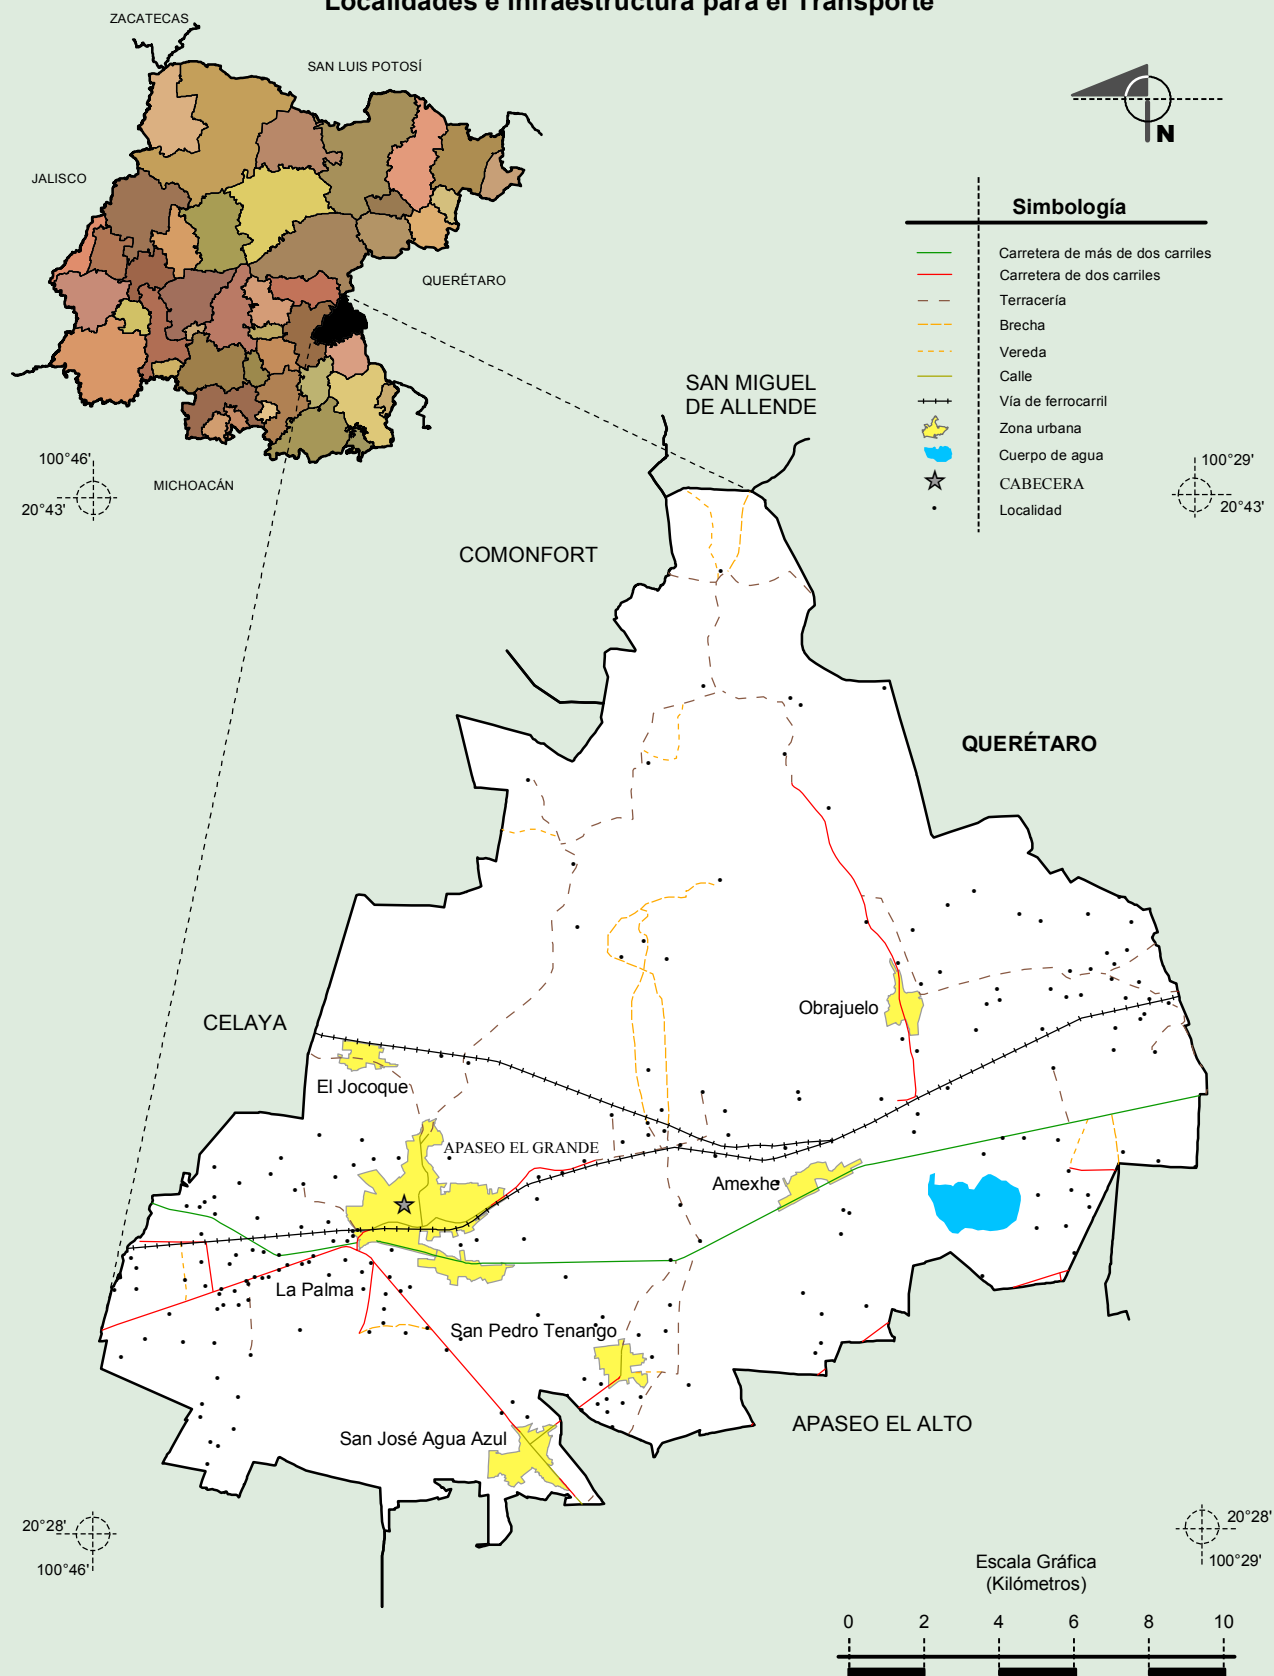 Localidades e Infraestructura para el Transporte
ZACATECAS
SAN LUIS POTOSÍ
JALISCO
QUERÉTARO
MICHOACÁN
N
Simbología
Carretera de más de dos carriles
Carretera de dos carriles
Terracería
Brecha
Vereda
Calle
Vía de ferrocarril
Zona urbana
Cuerpo de agua
CABECERA
Localidad
100°46'
20°43'
100°29'
20°43'
SAN MIGUEL
DE ALLENDE
COMONFORT
QUERÉTARO
CELAYA
Obrajuelo
El Jocoque
APASEO EL GRANDE
Amexhe
La Palma
San Pedro Tenango
San José Agua Azul
APASEO EL ALTO
20°28'
100°46'
20°28'
100°29'
Escala Gráfica
(Kilómetros)
0 2 4 6 8 10